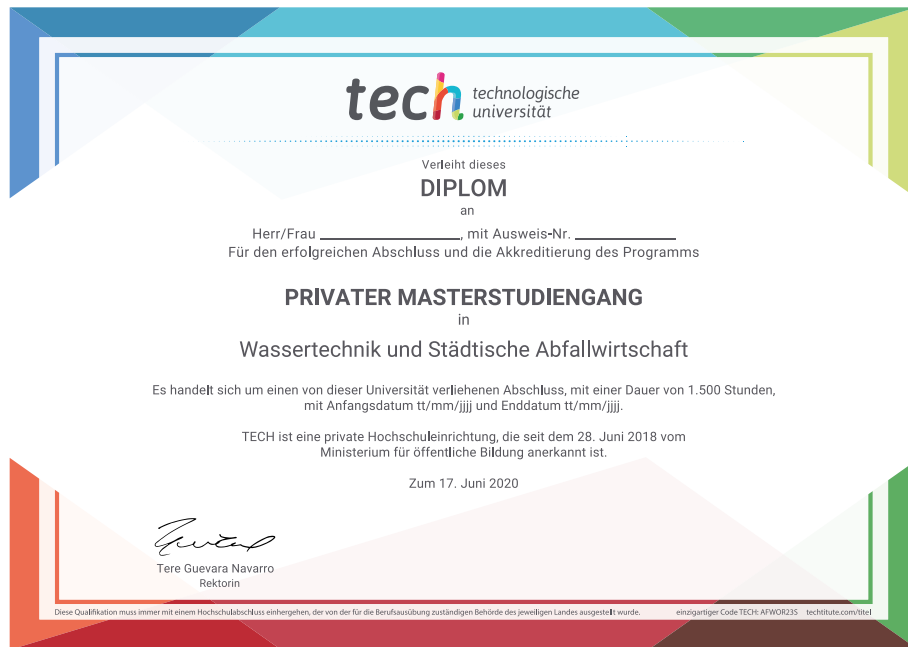 tech technologische
universität
Verleiht dieses
DIPLOM
an
Herr/Frau ____________________, mit Ausweis-Nr. ______________
Für den erfolgreichen Abschluss und die Akkreditierung des Programms
PRIVATER MASTERSTUDIENGANG
in
Wassertechnik und Städtische Abfallwirtschaft
Es handelt sich um einen von dieser Universität verliehenen Abschluss, mit einer Dauer von 1.500 Stunden,
mit Anfangsdatum tt/mm/jjjj und Enddatum tt/mm/jjjj.
TECH ist eine private Hochschuleinrichtung, die seit dem 28. Juni 2018 vom
Ministerium für öffentliche Bildung anerkannt ist.
Zum 17. Juni 2020
Tere Guevara Navarro
Rektorin
Diese Qualifikation muss immer mit einem Hochschulabschluss einhergehen, der von der für die Berufsausübung zuständigen Behörde des jeweiligen Landes ausgestellt wurde. einzigartiger Code TECH: AFWOR23S techtitute.com/titel